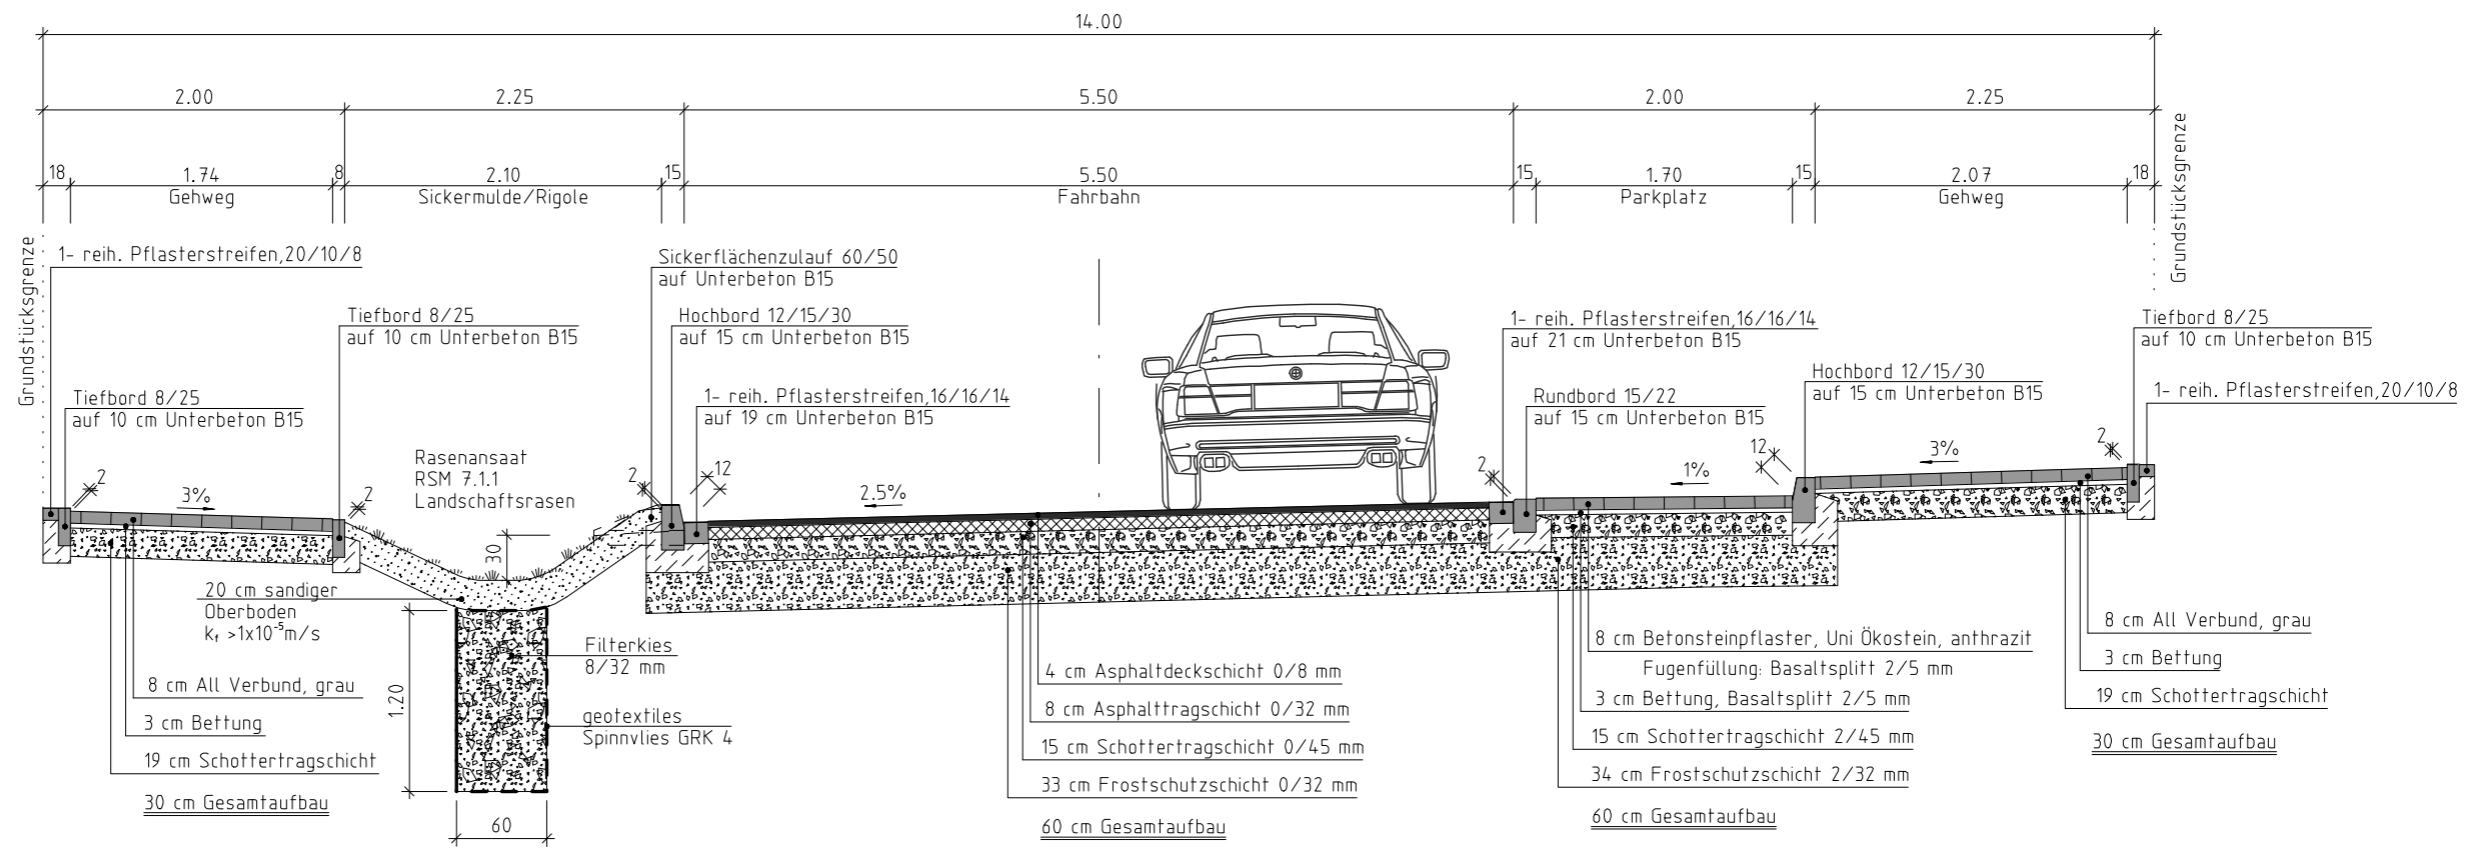 14.00
2.00
2.25
5.50
2.00
2.25
18
1.74
8
2.10
15
5.50
15
1.70
15
2.07
18
Gehweg
Sickermulde/Rigole
Fahrbahn
Parkplatz
Gehweg
Grundstücksgrenze
Grundstücksgrenze
1- reih. Pflasterstreifen,20/10/8
Tiefbord 8/25
auf 10 cm Unterbeton B15
Tiefbord 8/25
auf 10 cm Unterbeton B15
Sickerflächenzulauf 60/50
auf Unterbeton B15
Hochbord 12/15/30
auf 15 cm Unterbeton B15
1- reih. Pflasterstreifen,16/16/14
auf 19 cm Unterbeton B15
1- reih. Pflasterstreifen,16/16/14
auf 21 cm Unterbeton B15
Rundbord 15/22
auf 15 cm Unterbeton B15
Hochbord 12/15/30
auf 15 cm Unterbeton B15
Tiefbord 8/25
auf 10 cm Unterbeton B15
1- reih. Pflasterstreifen,20/10/8
Rasenansaat
RSM 7.1.1
Landschaftsrasen
2
3%
2
2
12
2.5%
2
1%
12
3%
2
30
20 cm sandiger
Oberboden
kf >1x10⁻⁵m/s
Filterkies
8/32 mm
geotextiles
Spinnvlies GRK 4
1.20
60
8 cm All Verbund, grau
3 cm Bettung
19 cm Schottertragschicht
30 cm Gesamtaufbau
4 cm Asphaltdeckschicht 0/8 mm
8 cm Asphalttragschicht 0/32 mm
15 cm Schottertragschicht 0/45 mm
33 cm Frostschutzschicht 0/32 mm
60 cm Gesamtaufbau
8 cm Betonsteinpflaster, Uni Ökostein, anthrazit
Fugenfüllung: Basaltsplitt 2/5 mm
3 cm Bettung, Basaltsplitt 2/5 mm
15 cm Schottertragschicht 2/45 mm
34 cm Frostschutzschicht 2/32 mm
60 cm Gesamtaufbau
8 cm All Verbund, grau
3 cm Bettung
19 cm Schottertragschicht
30 cm Gesamtaufbau